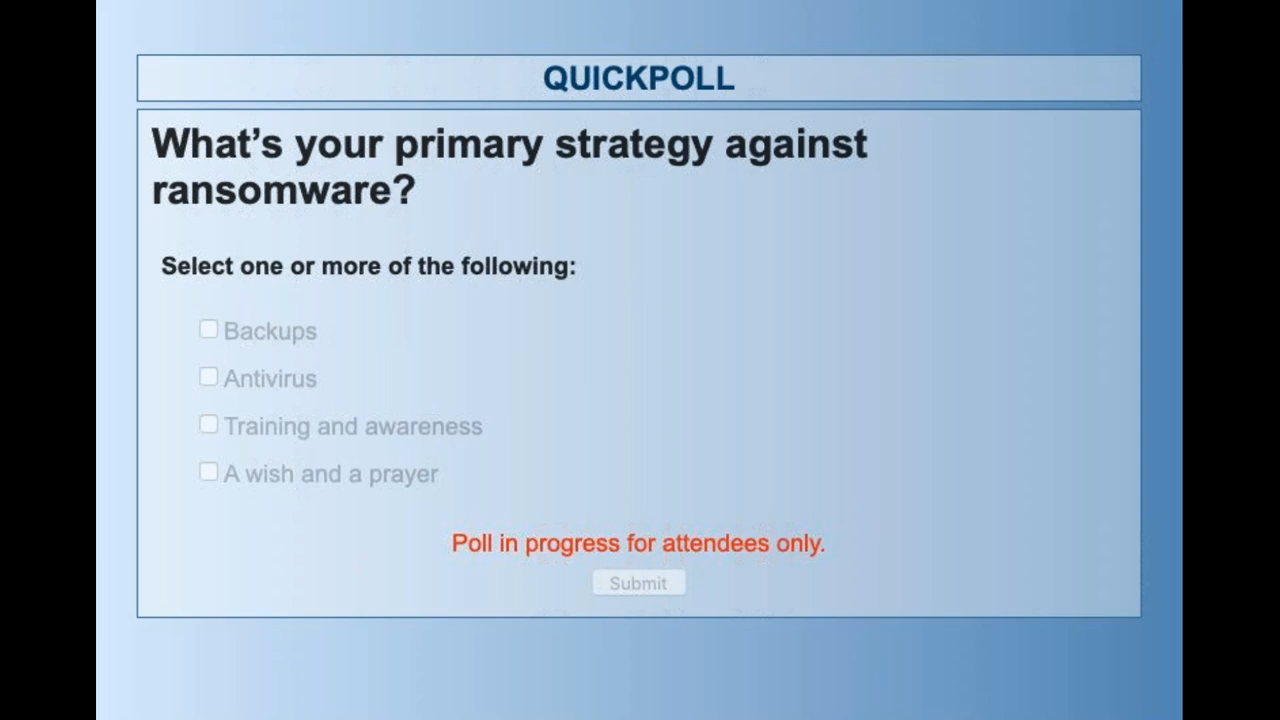 QUICKPOLL
What’s your primary strategy against
ransomware?
Select one or more of the following:
Backups
Antivirus
Training and awareness
A wish and a prayer
Poll in progress for attendees only.
Submit